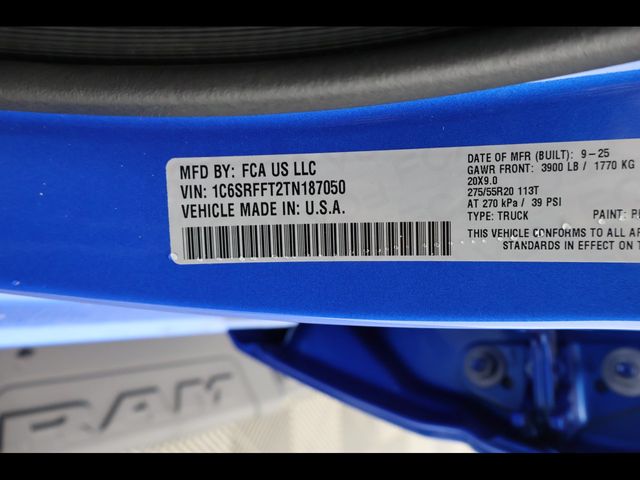 MFD BY: FCA US LLC
VIN: 1C6SRFFT2TN187050
VEHICLE MADE IN: U.S.A.
DATE OF MFR (BUILT): 9-25
GAWR FRONT: 3900 LB / 1770 KG
20X9.0
275/55R20 113T
AT 270 kPa / 39 PSI
TYPE: TRUCK PAINT:
THIS VEHICLE CONFORMS TO ALL
STANDARDS IN EFFECT ON
RAM